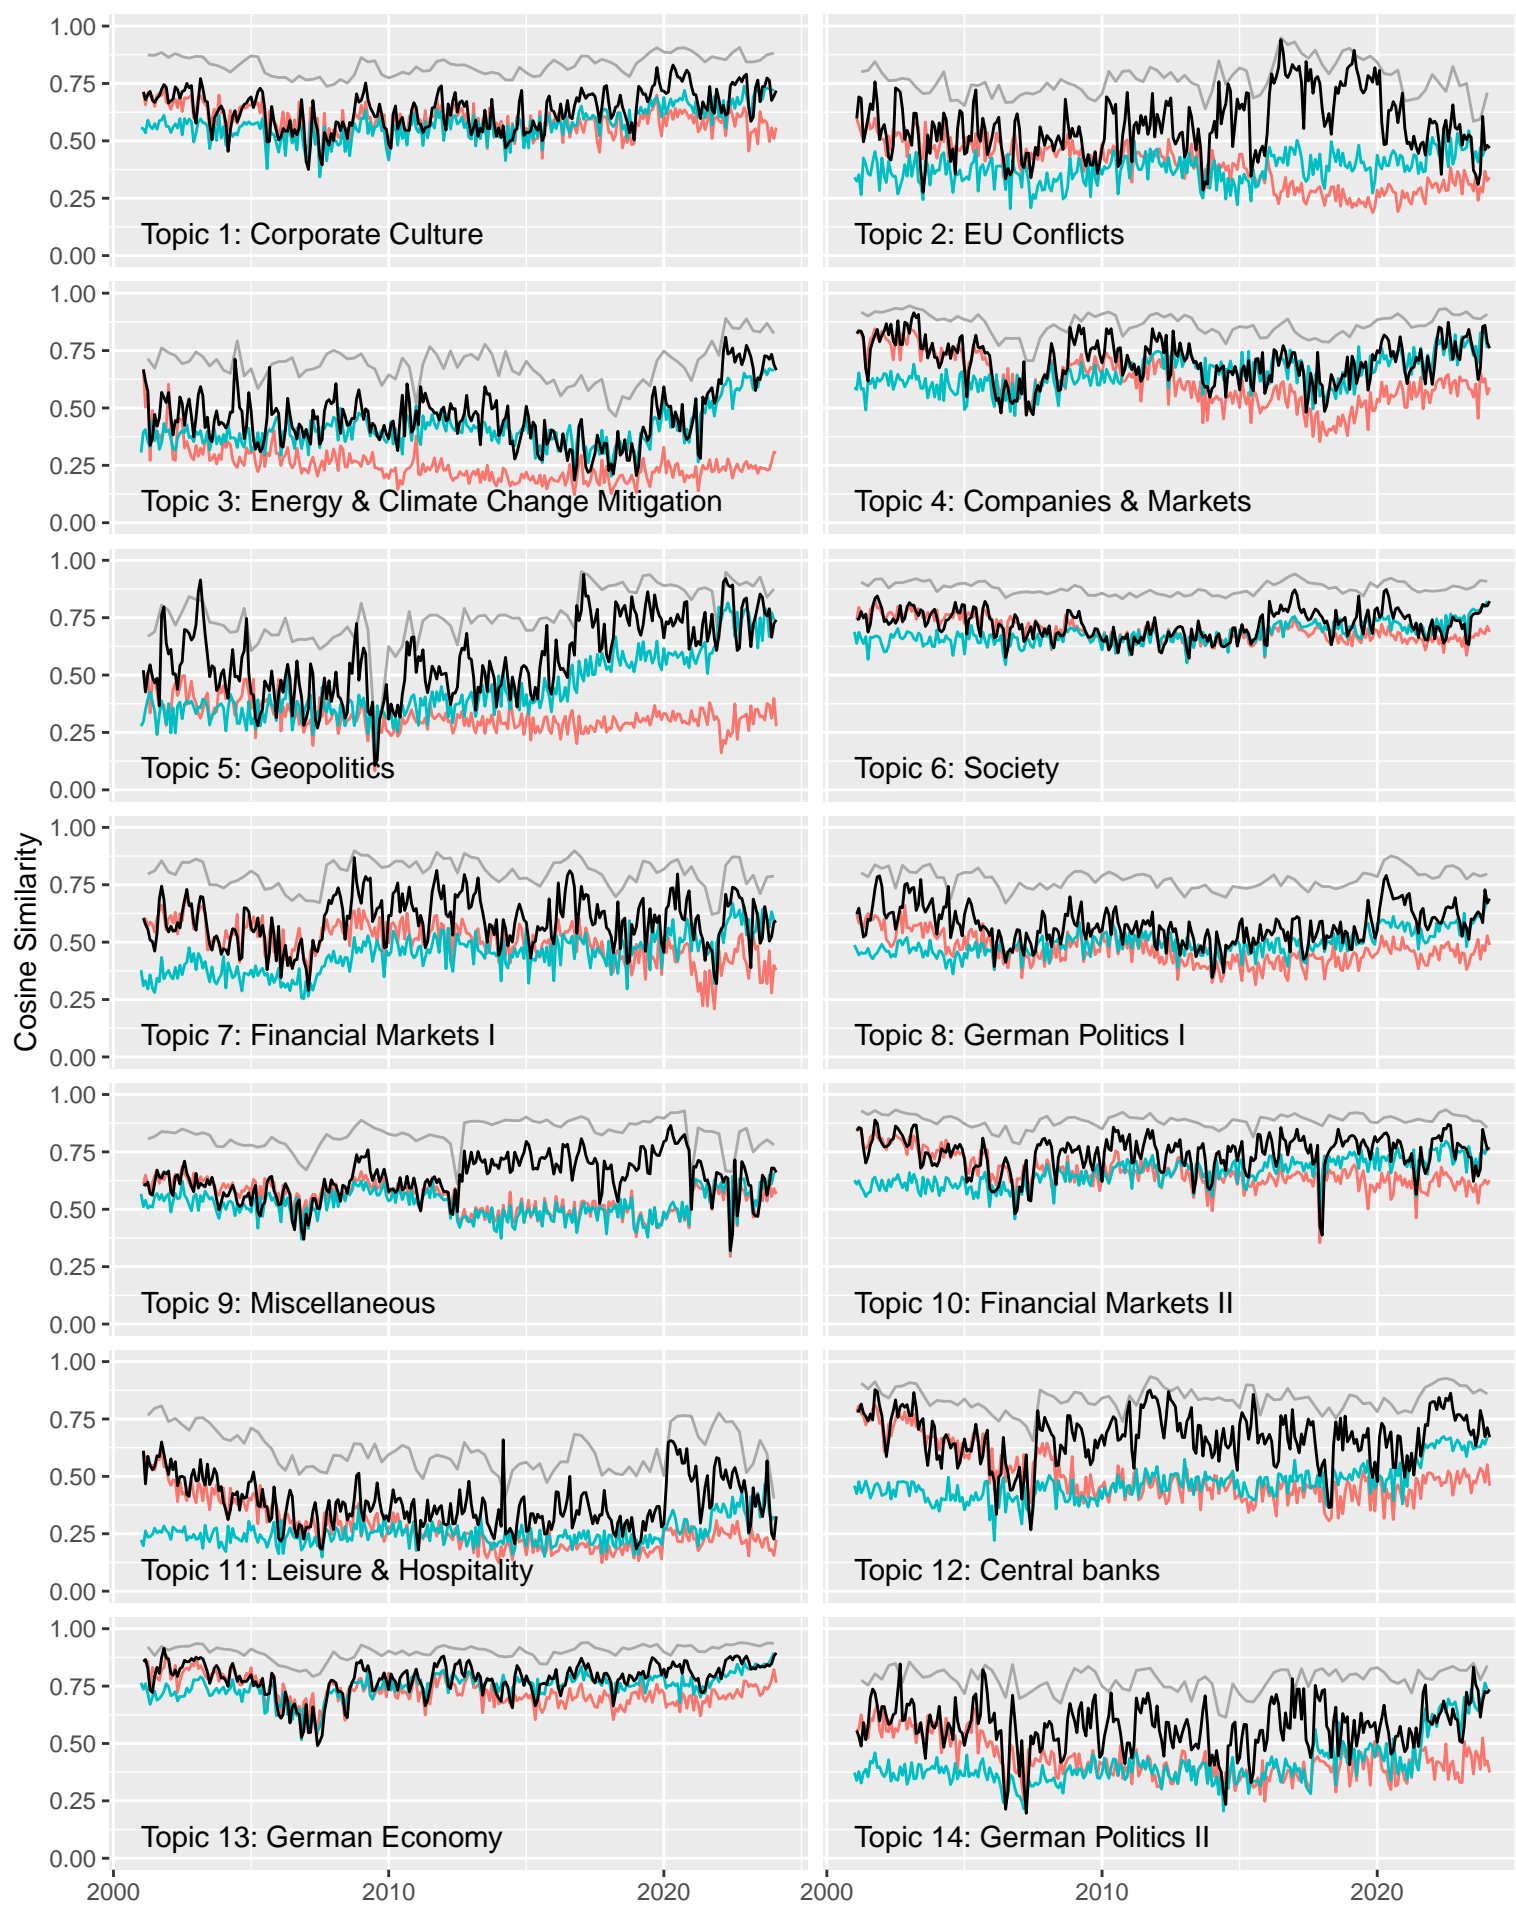 Cosine Similarity
1.00
0.75
0.50
0.25
0.00
Topic 1: Corporate Culture
Topic 2: EU Conflicts
1.00
0.75
0.50
0.25
0.00
Topic 3: Energy & Climate Change Mitigation
Topic 4: Companies & Markets
1.00
0.75
0.50
0.25
0.00
Topic 5: Geopolitics
Topic 6: Society
1.00
0.75
0.50
0.25
0.00
Topic 7: Financial Markets I
Topic 8: German Politics I
1.00
0.75
0.50
0.25
0.00
Topic 9: Miscellaneous
Topic 10: Financial Markets II
1.00
0.75
0.50
0.25
0.00
Topic 11: Leisure & Hospitality
Topic 12: Central banks
1.00
0.75
0.50
0.25
0.00
Topic 13: German Economy
Topic 14: German Politics II
2000 2010 2020 2000 2010 2020